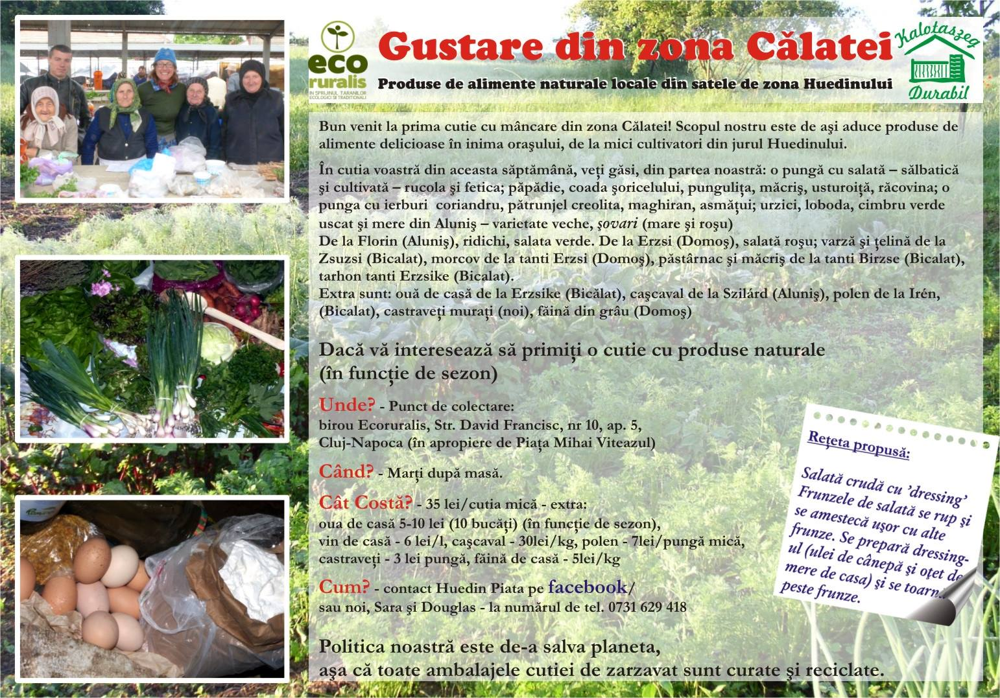 eco
ruralis
IN SPRIJINUL TARANILOR
ECOLOGICI SI TRADITIONALI
Gustare din zona Călatei
Produse de alimente naturale locale din satele de zona Huedinului
Kalotaszeg
Durabil
Bun venit la prima cutie cu mâncare din zona Călatei! Scopul nostru este de aşi aduce produse de
alimente delicioase în inima oraşului, de la mici cultivatori din jurul Huedinului.
În cutia voastră din aceasta săptămână, veţi găsi, din partea noastră: o pungă cu salată – sălbatică
şi cultivată – rucola şi fetica; păpădie, coada şoricelului, punguliţa, măcriş, usturoiţă, răcovina; o
punga cu ierburi coriandru, pătrunjel creolita, maghiran, asmăţui; urzici, loboda, cimbru verde
uscat şi mere din Aluniş – varietate veche, şovari (mare şi roşu)
De la Florin (Aluniş), ridichi, salata verde. De la Erzsi (Domoş), salată roşu; varză şi ţelină de la
Zsuzsi (Bicalat), morcov de la tanti Erzsi (Domoş), păstârnac şi măcriş de la tanti Birzse (Bicalat),
tarhon tanti Erzsike (Bicalat).
Extra sunt: ouă de casă de la Erzsike (Bicălat), caşcaval de la Szilárd (Aluniş), polen de la Irén,
(Bicalat), castraveţi muraţi (noi), făină din grâu (Domoş)
Dacă vă interesează să primiţi o cutie cu produse naturale
(în funcţie de sezon)
Unde? - Punct de colectare:
birou Ecoruralis, Str. David Francisc, nr 10, ap. 5,
Cluj-Napoca (în apropiere de Piaţa Mihai Viteazul)
Când? - Marţi după masă.
Cât Costă? - 35 lei/cutia mică - extra:
oua de casă 5-10 lei (10 bucăţi) (în funcţie de sezon),
vin de casă - 6 lei/l, caşcaval - 30lei/kg, polen - 7lei/pungă mică,
castraveţi - 3 lei pungă, făină de casă - 5lei/kg
Cum? - contact Huedin Piata pe facebook/
sau noi, Sara şi Douglas - la numărul de tel. 0731 629 418
Politica noastră este de-a salva planeta,
aşa că toate ambalajele cutiei de zarzavat sunt curate şi reciclate.
Reţeta propusă:
Salată crudă cu 'dressing'
Frunzele de salată se rup şi
se amestecă uşor cu alte
frunze. Se prepară dressing-
ul (ulei de cânepă şi oţet de
mere de casa) şi se toarn..
peste frunze.